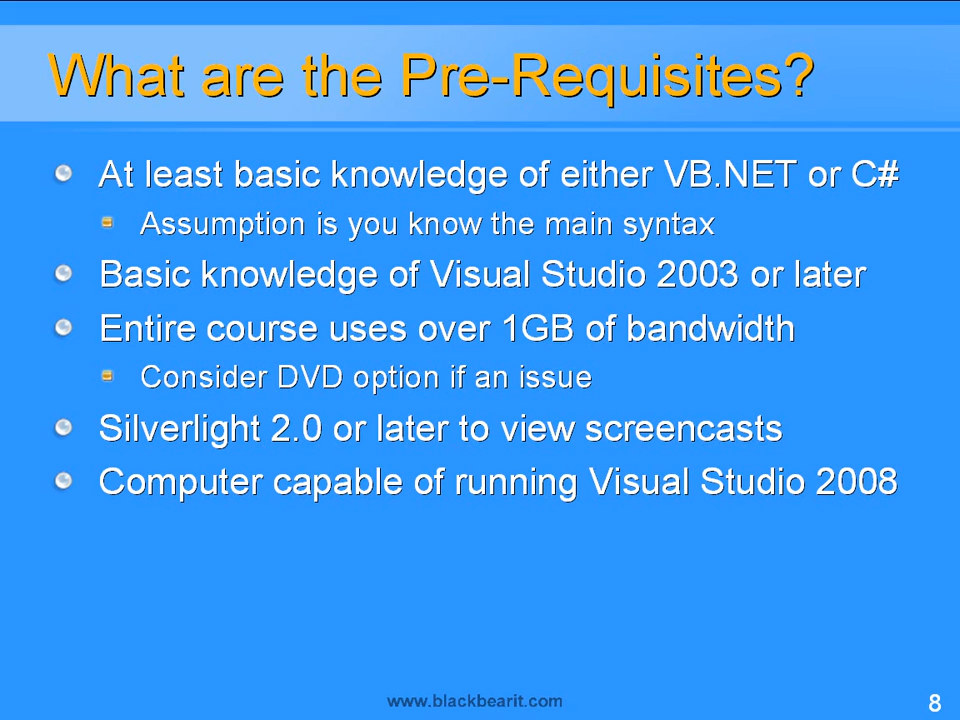 What are the Pre-Requisites?
At least basic knowledge of either VB.NET or C#
Assumption is you know the main syntax
Basic knowledge of Visual Studio 2003 or later
Entire course uses over 1GB of bandwidth
Consider DVD option if an issue
Silverlight 2.0 or later to view screencasts
Computer capable of running Visual Studio 2008
www.blackbearit.com
8